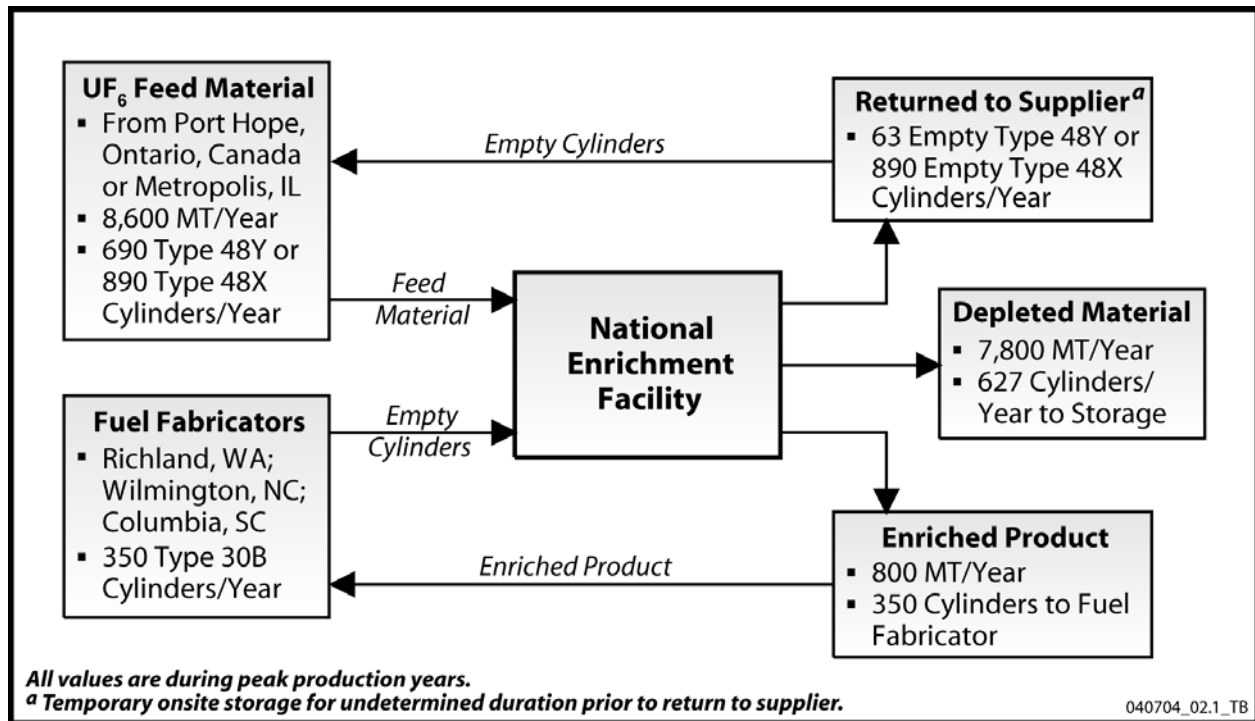 UF6 Feed Material
▪ From Port Hope,
Ontario, Canada
or Metropolis, IL
▪ 8,600 MT/Year
▪ 690 Type 48Y or
890 Type 48X
Cylinders/Year
Empty Cylinders
Returned to Supplier a
▪ 63 Empty Type 48Y or
890 Empty Type 48X
Cylinders/Year
Feed
Material
National
Enrichment
Facility
Depleted Material
▪ 7,800 MT/Year
▪ 627 Cylinders/
Year to Storage
Fuel Fabricators
▪ Richland, WA;
Wilmington, NC;
Columbia, SC
▪ 350 Type 30B
Cylinders/Year
Empty
Cylinders
Enriched Product
Enriched Product
▪ 800 MT/Year
▪ 350 Cylinders to Fuel
Fabricator
All values are during peak production years.
a Temporary onsite storage for undetermined duration prior to return to supplier.
040704_02.1_TB